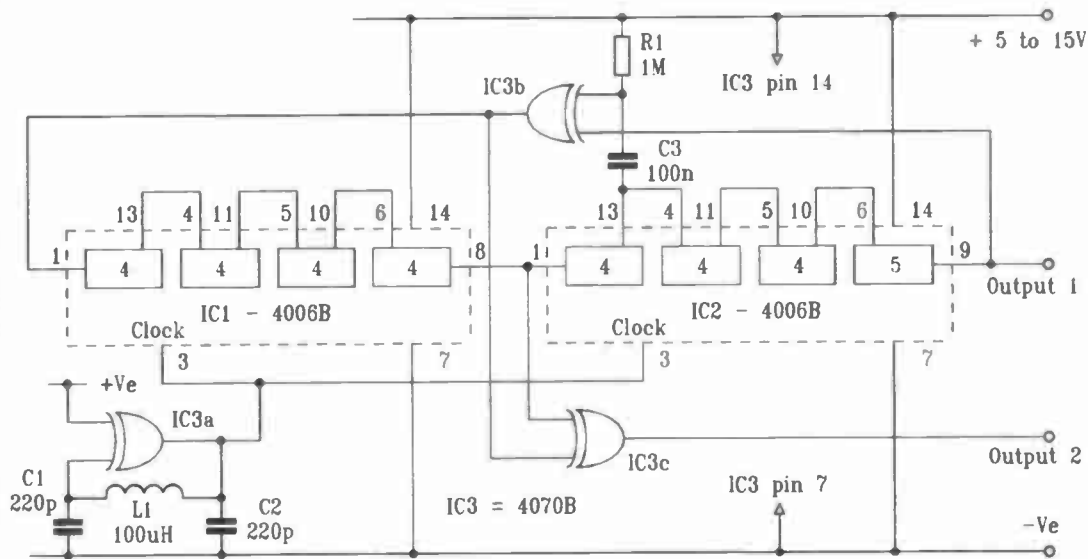 + 5 to 15V
R1
1M
IC3 pin 14
IC3b
C3
100n
13
4
11
5
10
6
14
13
4
11
5
10
6
14
1
4
4
4
4
8
1
4
4
4
5
9
Output 1
IC1 - 4006B
IC2 - 4006B
Clock
Clock
3
7
3
7
+Ve
IC3a
IC3c
Output 2
C1
220p
L1
100uH
C2
220p
IC3 = 4070B
IC3 pin 7
-Ve